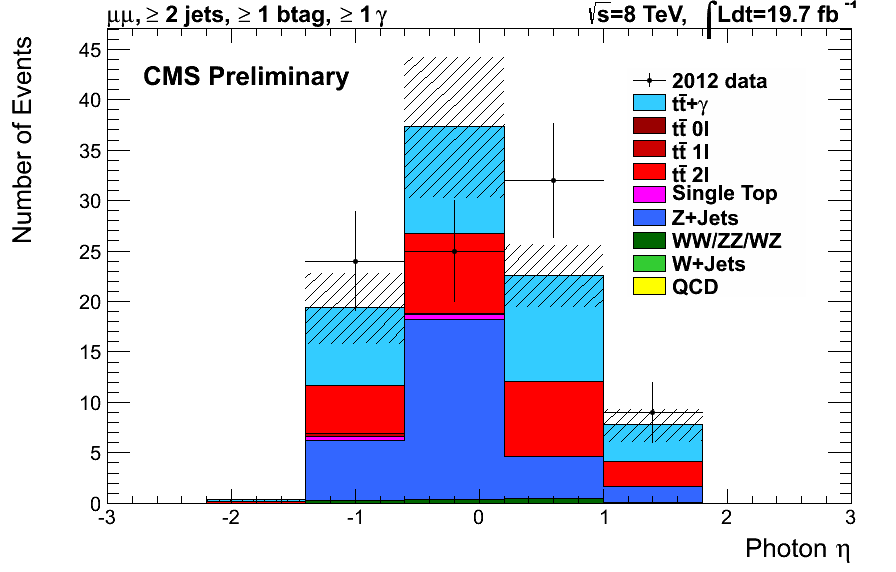 μμ, ≥ 2 jets, ≥ 1 btag, ≥ 1 γ
√s=8 TeV, ∫Ldt=19.7 fb⁻¹
Number of Events
CMS Preliminary
2012 data
tt̄+γ
tt̄ 0l
tt̄ 1l
tt̄ 2l
Single Top
Z+Jets
WW/ZZ/WZ
W+Jets
QCD
45
40
35
30
25
20
15
10
5
0
-3 -2 -1 0 1 2 3
Photon η